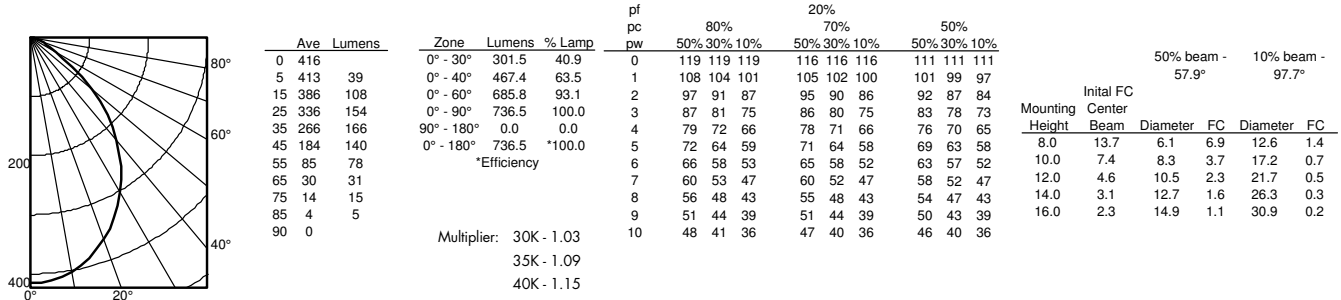 80°
60°
200
40°
400
0° 20°
Ave Lumens
0 416
5 413 39
15 386 108
25 336 154
35 266 166
45 184 140
55 85 78
65 30 31
75 14 15
85 4 5
90 0
Zone Lumens % Lamp
0° - 30° 301.5 40.9
0° - 40° 467.4 63.5
0° - 60° 685.8 93.1
0° - 90° 736.5 100.0
90° - 180° 0.0 0.0
0° - 180° 736.5 *100.0
*Efficiency
Multiplier: 30K - 1.03
35K - 1.09
40K - 1.15
pf 20%
pc 80% 70% 50%
pw 50% 30% 10% 50% 30% 10% 50% 30% 10%
0 119 119 119 116 116 116 111 111 111
1 108 104 101 105 102 100 101 99 97
2 97 91 87 95 90 86 92 87 84
3 87 81 75 86 80 75 83 78 73
4 79 72 66 78 71 66 76 70 65
5 72 64 59 71 64 58 69 63 58
6 66 58 53 65 58 52 63 57 52
7 60 53 47 60 52 47 58 52 47
8 56 48 43 55 48 43 54 47 43
9 51 44 39 51 44 39 50 43 39
10 48 41 36 47 40 36 46 40 36
50% beam - 10% beam -
57.9° 97.7°
Inital FC
Mounting Center
Height Beam Diameter FC Diameter FC
8.0 13.7 6.1 6.9 12.6 1.4
10.0 7.4 8.3 3.7 17.2 0.7
12.0 4.6 10.5 2.3 21.7 0.5
14.0 3.1 12.7 1.6 26.3 0.3
16.0 2.3 14.9 1.1 30.9 0.2